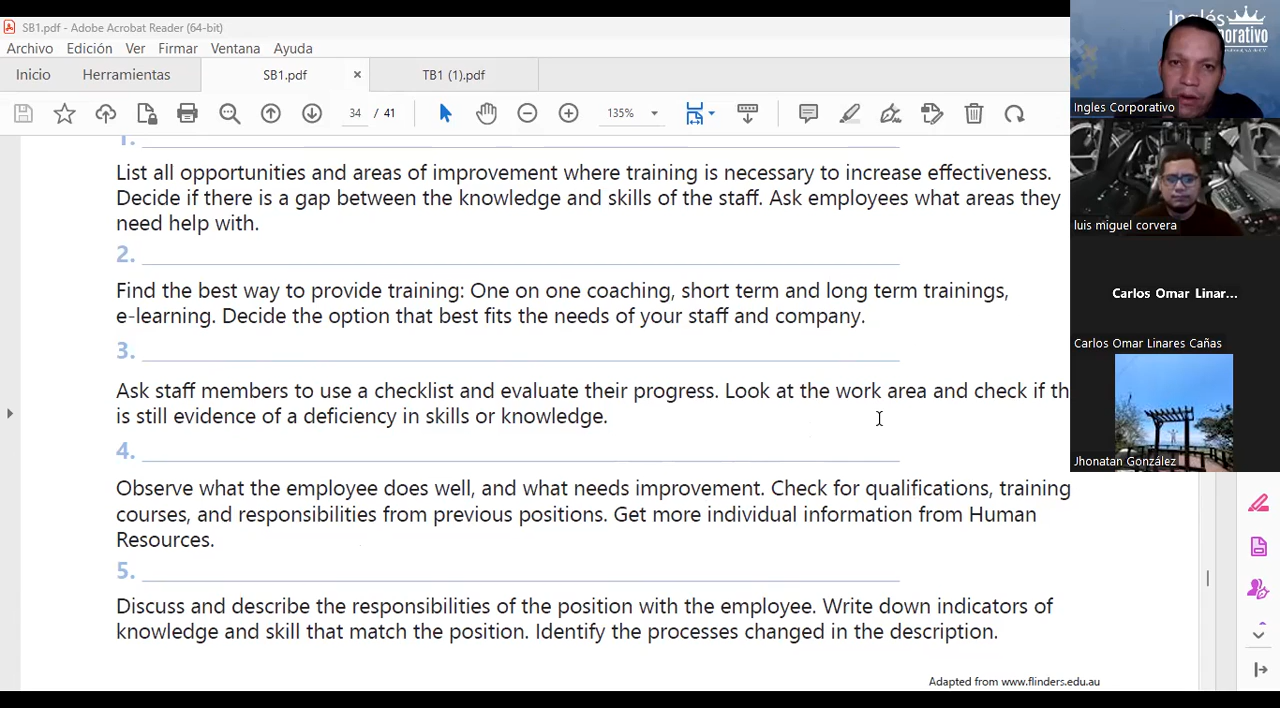 SB1.pdf - Adobe Acrobat Reader (64-bit)
Archivo Edición Ver Firmar Ventana Ayuda
Inicio Herramientas SB1.pdf × TB1 (1).pdf
34 / 41 135%
1.
List all opportunities and areas of improvement where training is necessary to increase effectiveness.
Decide if there is a gap between the knowledge and skills of the staff. Ask employees what areas they
need help with.
2.
Find the best way to provide training: One on one coaching, short term and long term trainings,
e-learning. Decide the option that best fits the needs of your staff and company.
3.
Ask staff members to use a checklist and evaluate their progress. Look at the work area and check if th
is still evidence of a deficiency in skills or knowledge.
4.
Observe what the employee does well, and what needs improvement. Check for qualifications, training
courses, and responsibilities from previous positions. Get more individual information from Human
Resources.
5.
Discuss and describe the responsibilities of the position with the employee. Write down indicators of
knowledge and skill that match the position. Identify the processes changed in the description.
Adapted from www.flinders.edu.au
Inglés
Ingles Corporativo
luis miguel corvera
Carlos Omar Linar...
Carlos Omar Linares Cañas
Jhonatan González